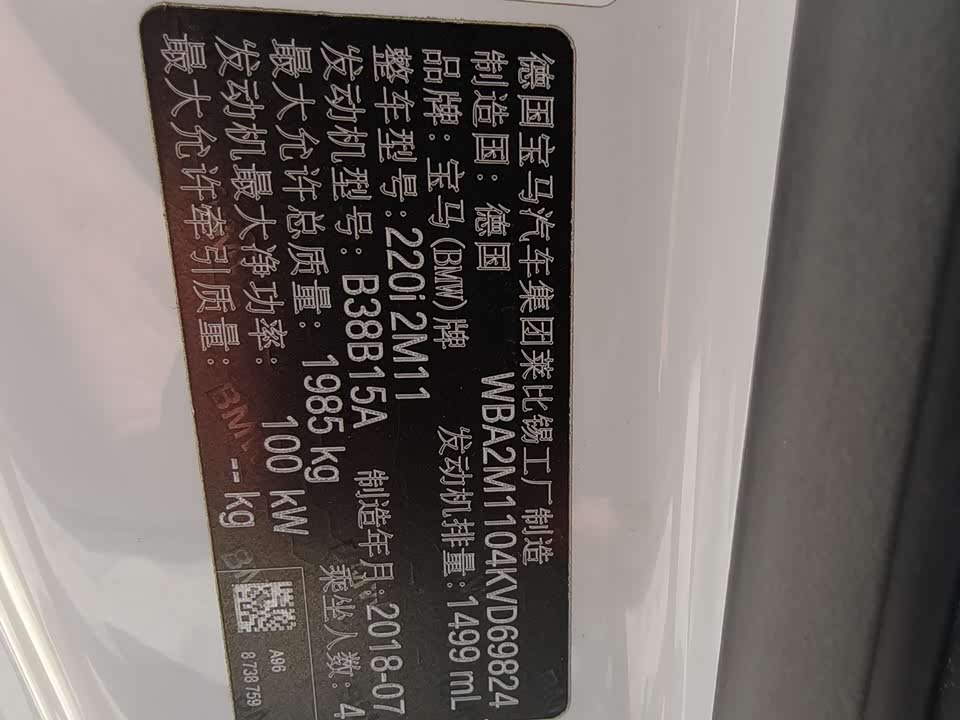 德国宝马汽车集团莱比锡工厂制造
制造国：德国 WBA2M1104KVD69824
品牌：宝马(BMW)牌 发动机排量：1499 mL
整车型号：220i 2M11
发动机型号：B38B15A 制造年月：2018-07
最大允许总质量：1985 kg 乘坐人数：4
发动机最大净功率：100 kW
最大允许牵引质量：-- kg
BMW
A96
8 738 759